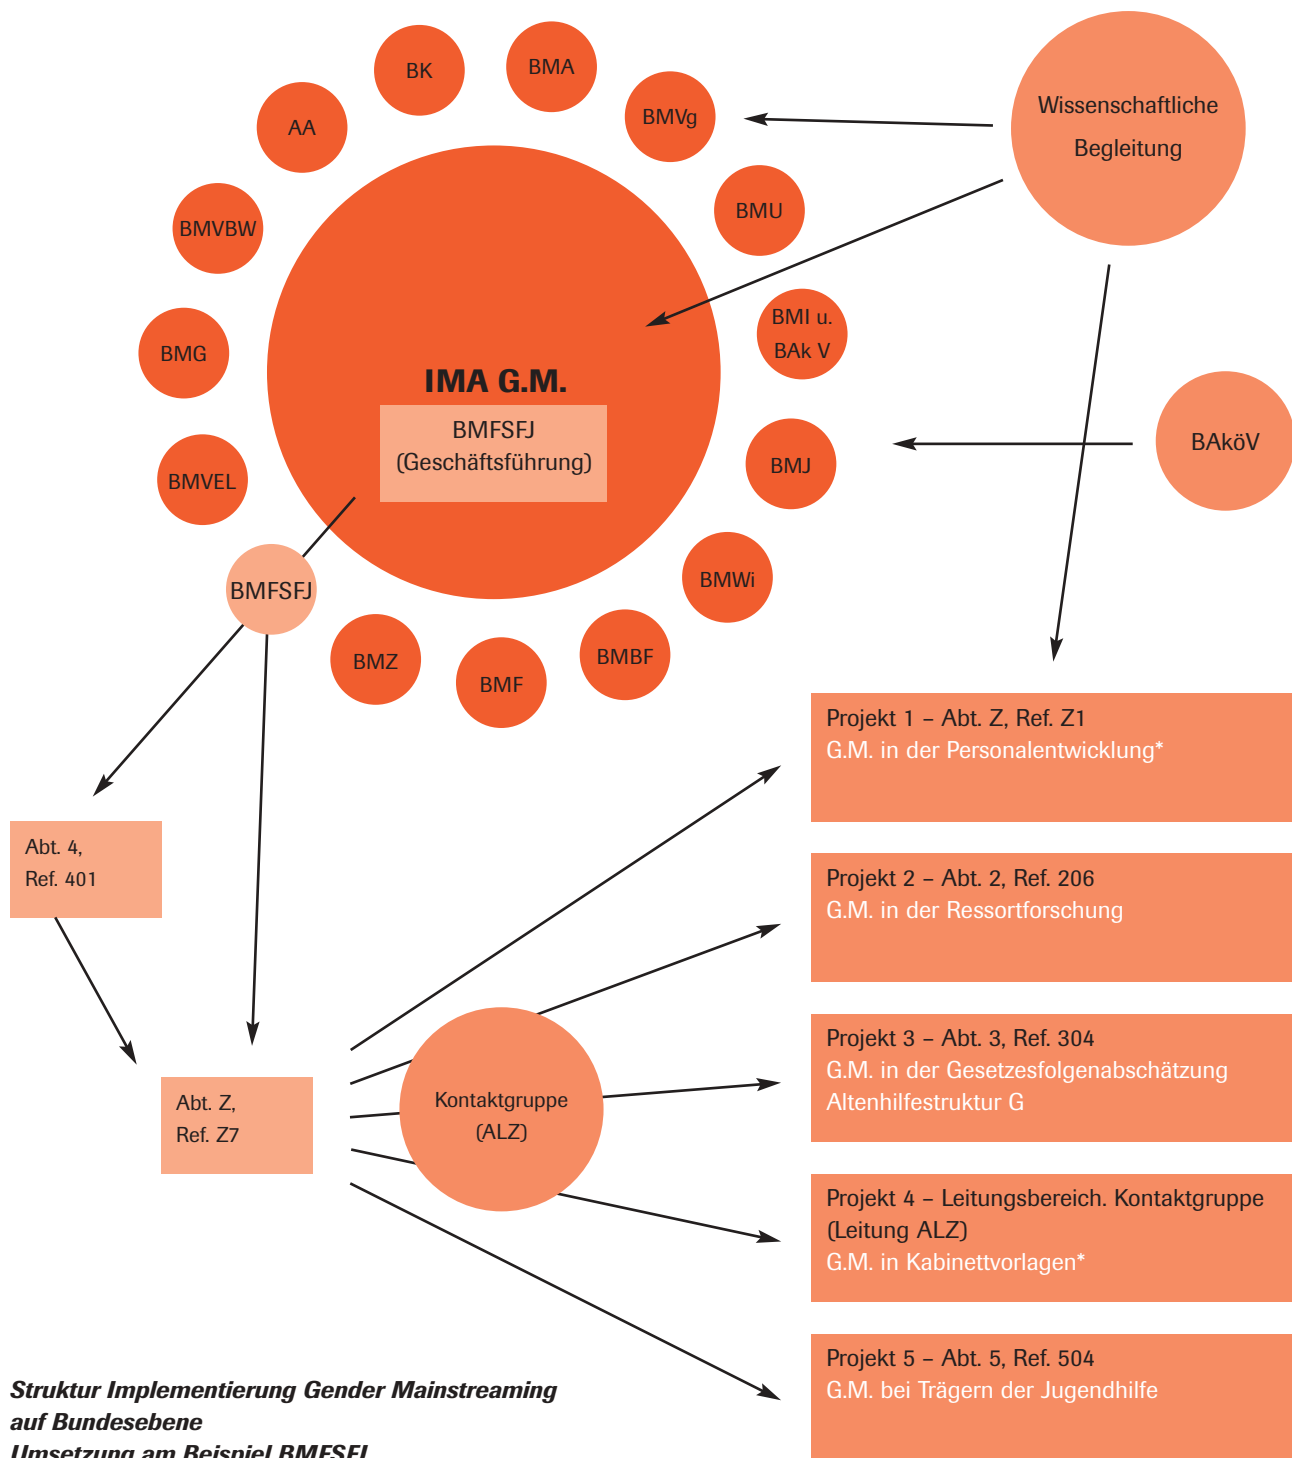 BK
BMA
BMVg
AA
BMVBW
BMU
BMG
BMI u.
BAk V
BMVEL
BMJ
BMFSFJ
BMWi
BMZ
BMF
BMBF
IMA G.M.
BMFSFJ
(Geschäftsführung)
Wissenschaftliche
Begleitung
BAköV
Abt. 4,
Ref. 401
Abt. Z,
Ref. Z7
Kontaktgruppe
(ALZ)
Projekt 1 – Abt. Z, Ref. Z1
G.M. in der Personalentwicklung*
Projekt 2 – Abt. 2, Ref. 206
G.M. in der Ressortforschung
Projekt 3 – Abt. 3, Ref. 304
G.M. in der Gesetzesfolgenabschätzung
Altenhilfestruktur G
Projekt 4 – Leitungsbereich. Kontaktgruppe
(Leitung ALZ)
G.M. in Kabinettvorlagen*
Projekt 5 – Abt. 5, Ref. 504
G.M. bei Trägern der Jugendhilfe
Struktur Implementierung Gender Mainstreaming
auf Bundesebene
Umsetzung am Beispiel BMFSFJ